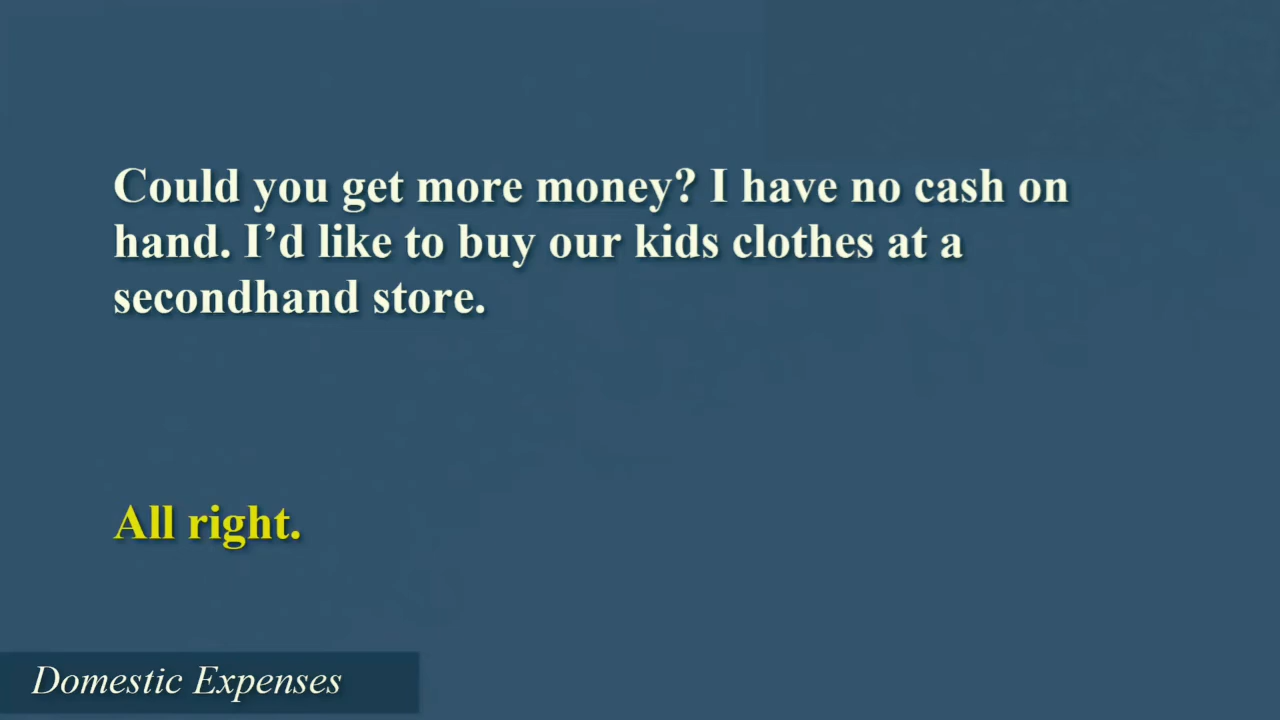 Could you get more money? I have no cash on
hand. I’d like to buy our kids clothes at a
secondhand store.
All right.
Domestic Expenses